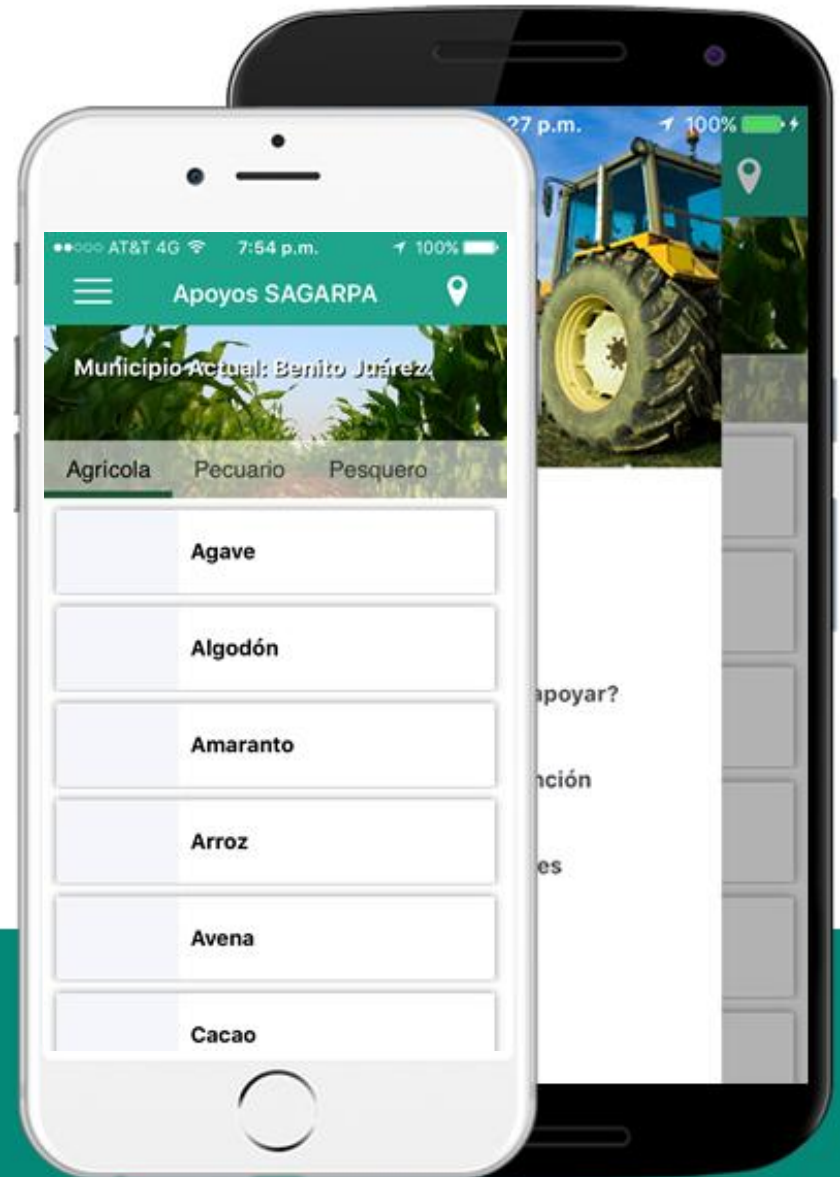 AT&T 4G 7:54 p.m. 100%
Apoyos SAGARPA
Municipio Actual: Benito Juárez
Agricola Pecuario Pesquero
Agave
Algodón
Amaranto
Arroz
Avena
Cacao
27 p.m. 100%
apoyar?
nción
es